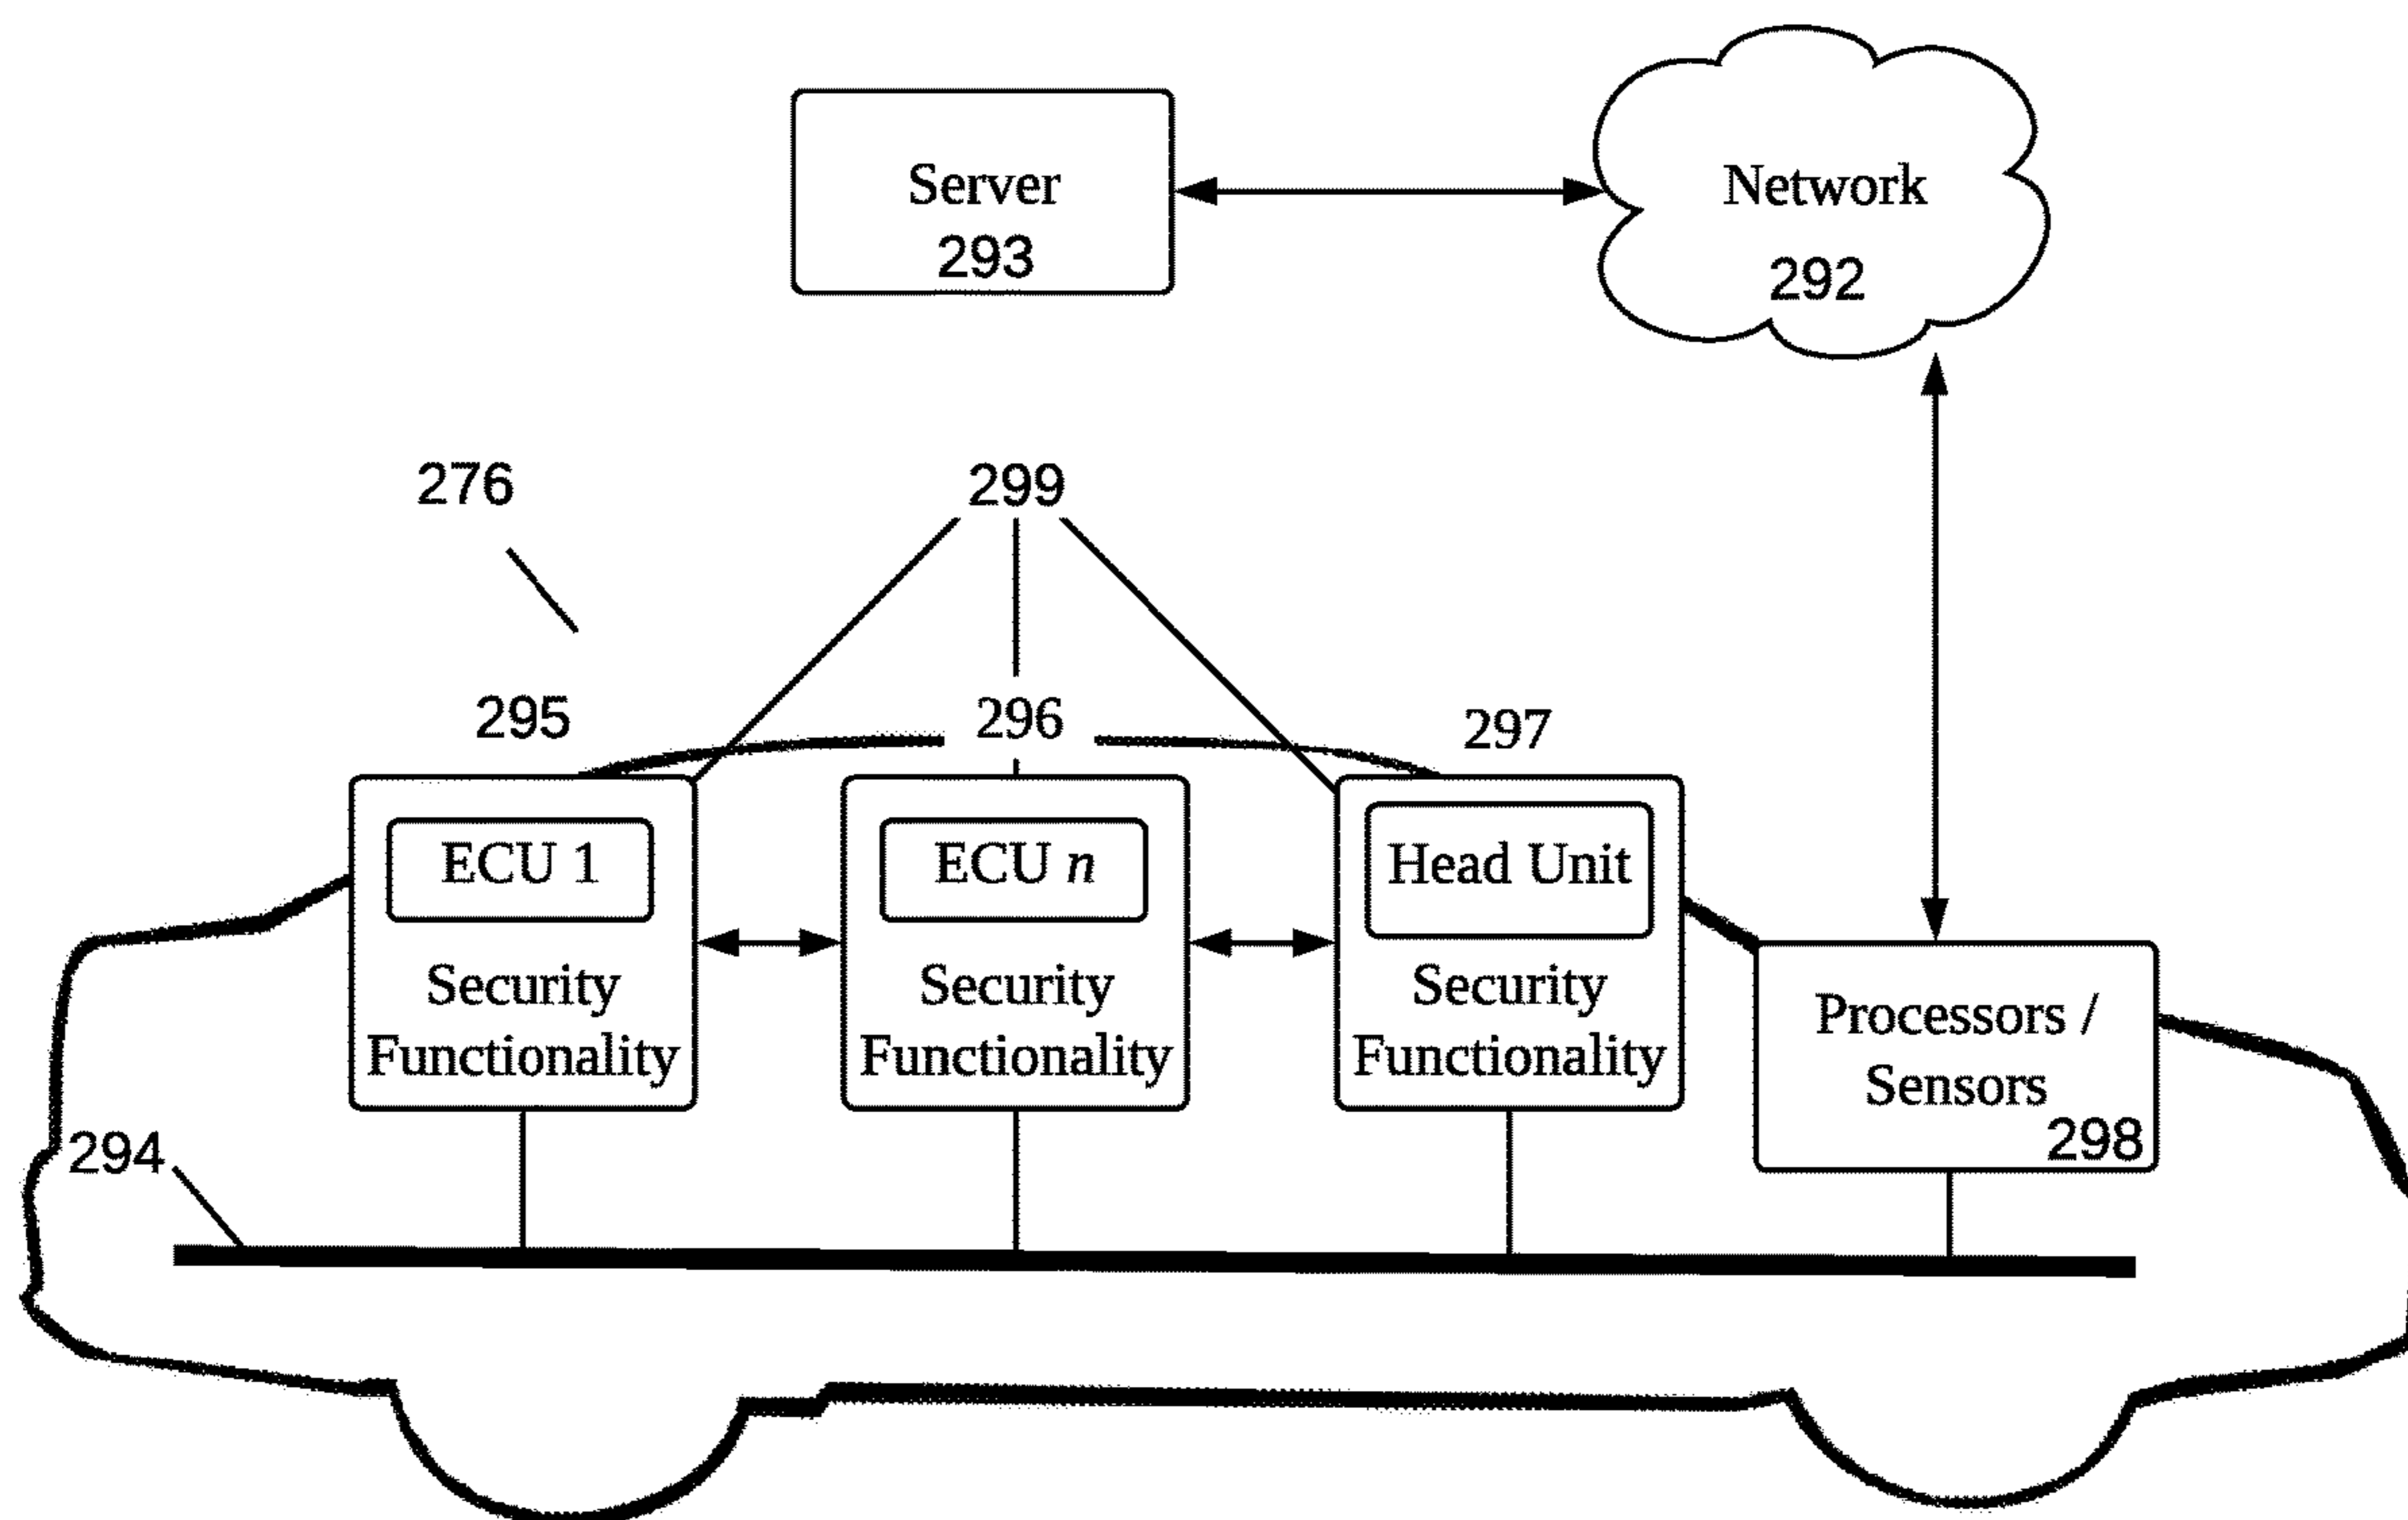 Server
293
Network
292
276
299
295
296
297
ECU 1
Security
Functionality
ECU n
Security
Functionality
Head Unit
Security
Functionality
Processors /
Sensors
298
294